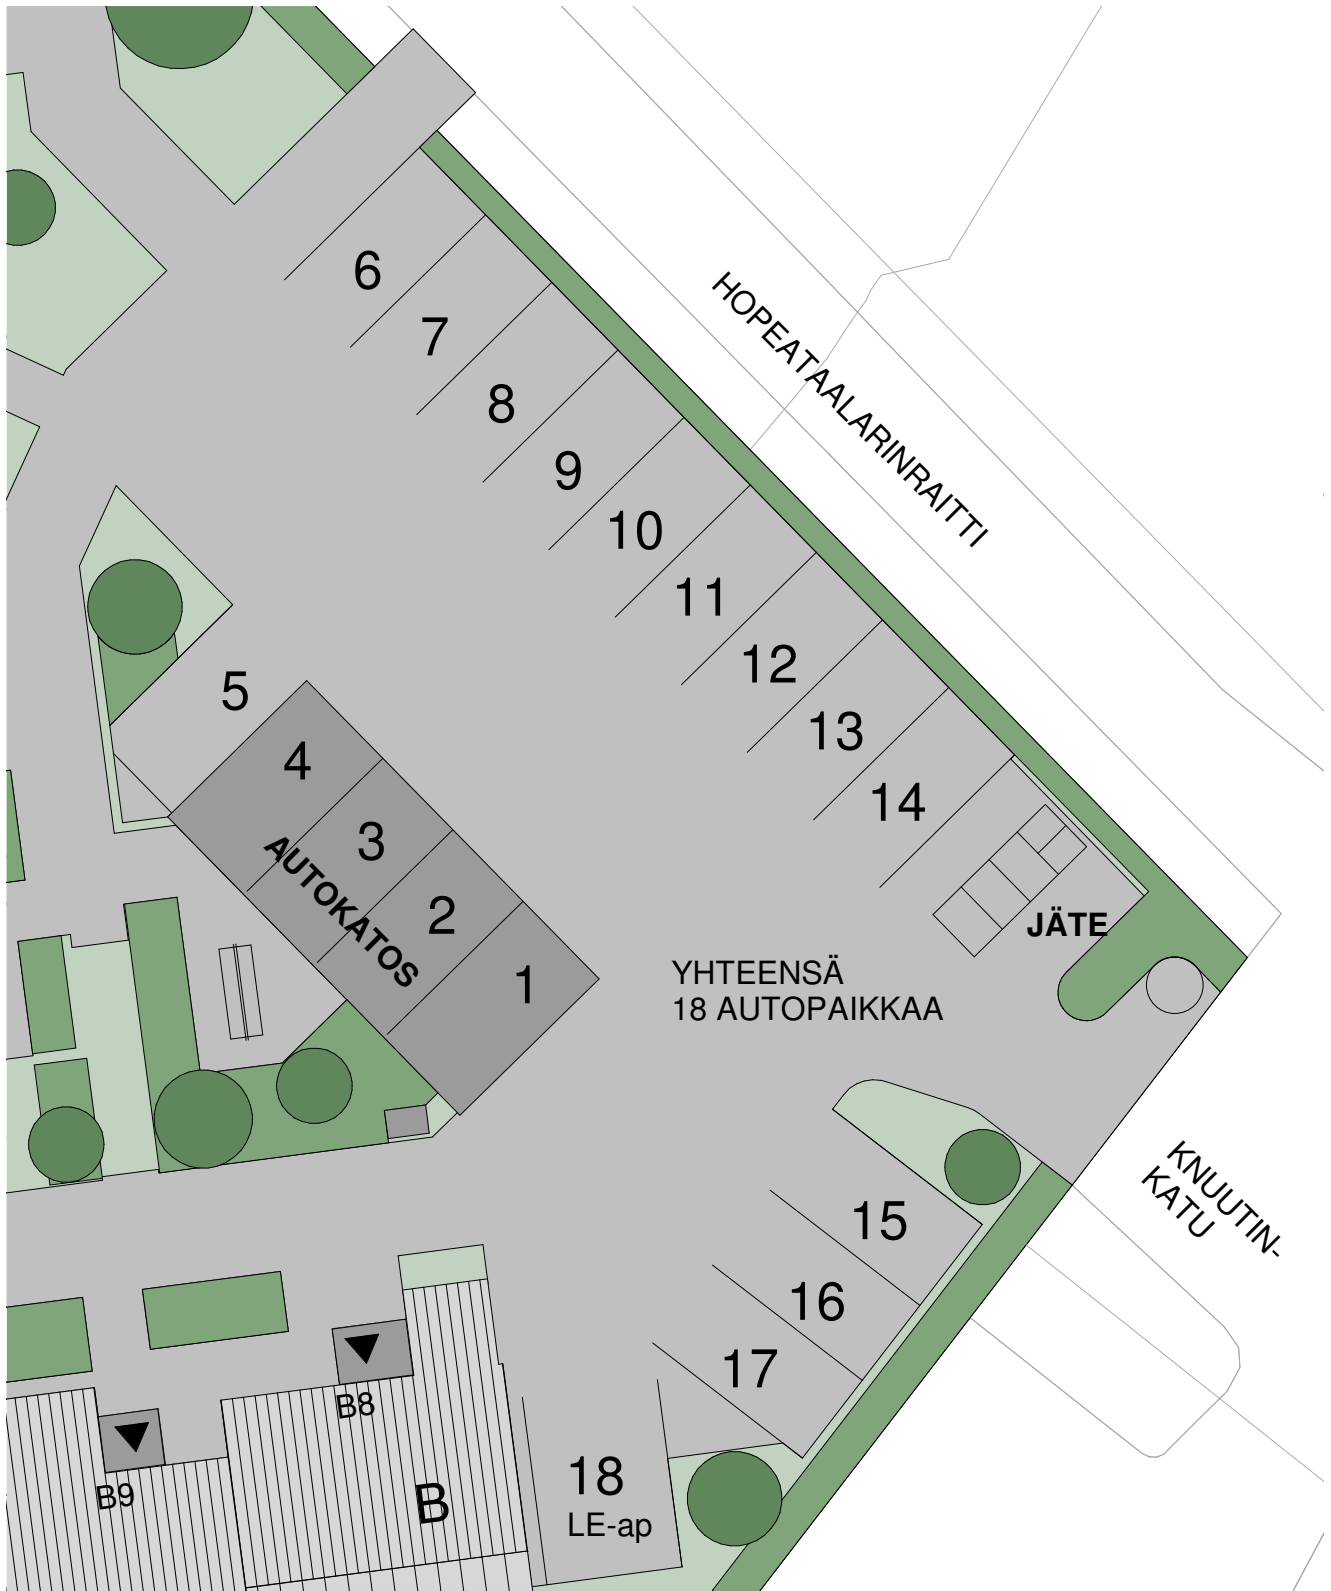 6
7
8
9
10
11
12
13
14
HOPEATAALARINRAITTI
5
4
3
2
1
AUTOKATOS
JÄTE
YHTEENSÄ
18 AUTOPAIKKAA
KNUUTIN-
KATU
15
16
17
18
LE-ap
B8
B9
B